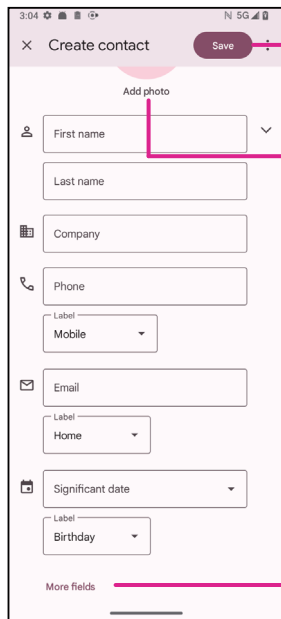 3:04 5G
Create contact Save
Add photo
First name
Last name
Company
Phone
Label
Mobile
Email
Label
Home
Significant date
Label
Birthday
More fields